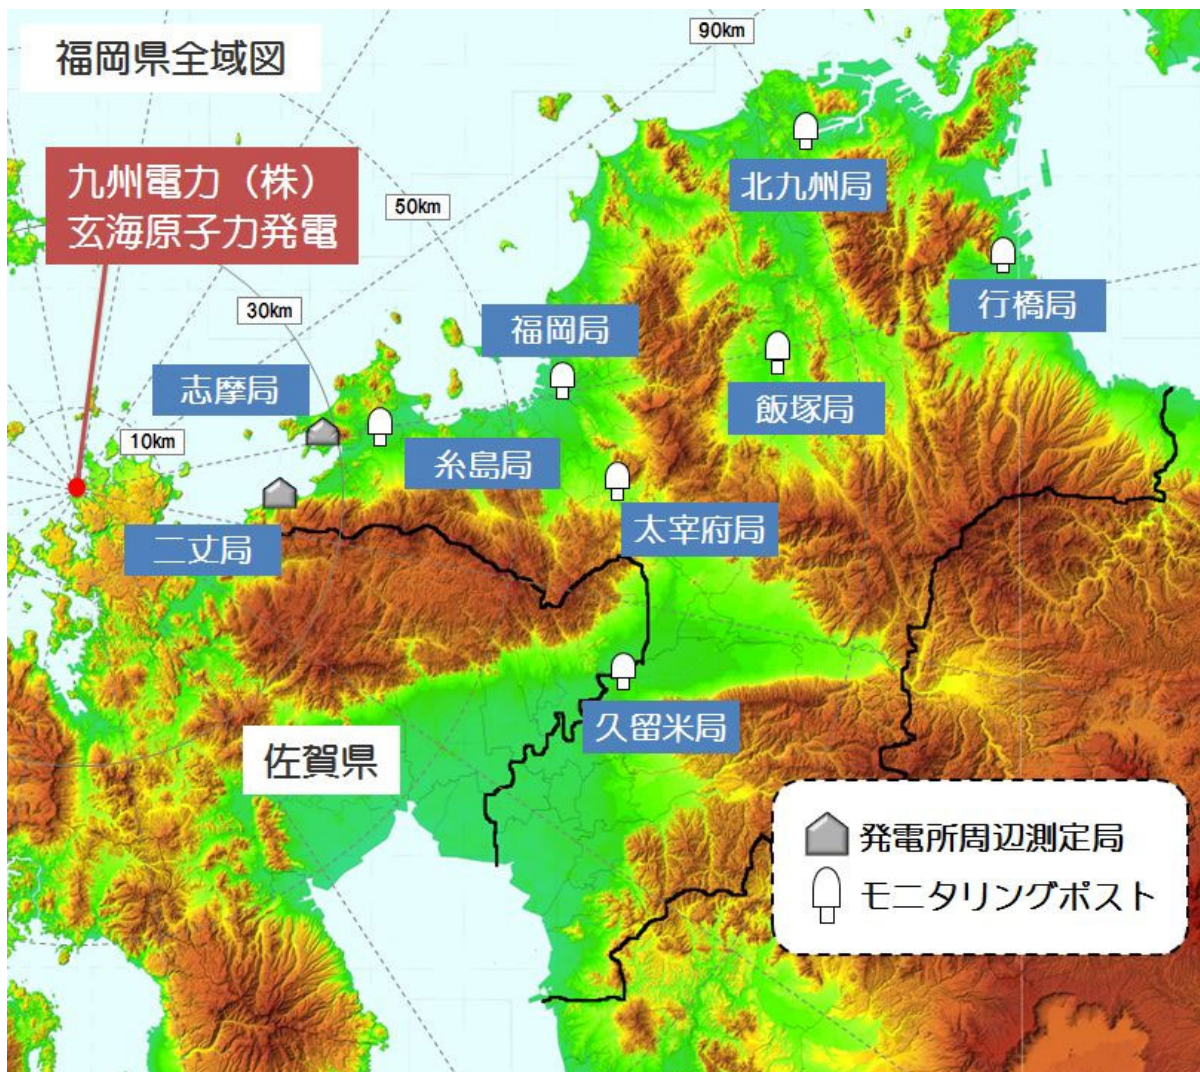 福岡県全域図
90km
九州電力（株）
玄海原子力発電
北九州局
50km
行橋局
30km
福岡局
志摩局
飯塚局
10km
糸島局
太宰府局
二丈局
久留米局
佐賀県
発電所周辺測定局
モニタリングポスト